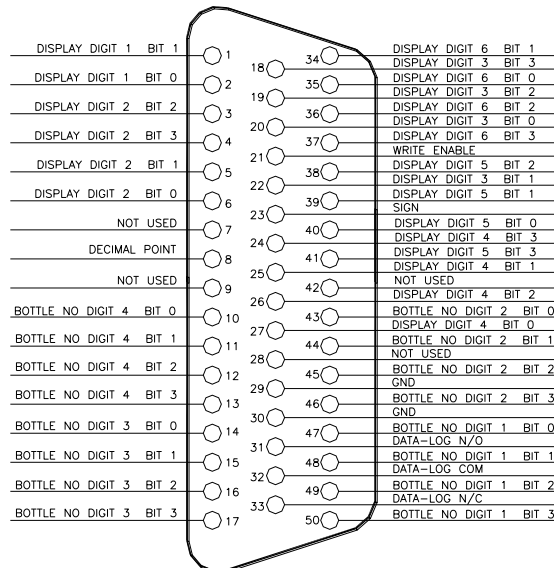 DISPLAY DIGIT 1 BIT 1 1
DISPLAY DIGIT 1 BIT 0 2
DISPLAY DIGIT 2 BIT 2 3
DISPLAY DIGIT 2 BIT 3 4
DISPLAY DIGIT 2 BIT 1 5
DISPLAY DIGIT 2 BIT 0 6
NOT USED 7
DECIMAL POINT 8
NOT USED 9
BOTTLE NO DIGIT 4 BIT 0 10
BOTTLE NO DIGIT 4 BIT 1 11
BOTTLE NO DIGIT 4 BIT 2 12
BOTTLE NO DIGIT 4 BIT 3 13
BOTTLE NO DIGIT 3 BIT 0 14
BOTTLE NO DIGIT 3 BIT 1 15
BOTTLE NO DIGIT 3 BIT 2 16
BOTTLE NO DIGIT 3 BIT 3 17
34 DISPLAY DIGIT 6 BIT 1
18 DISPLAY DIGIT 3 BIT 3
35 DISPLAY DIGIT 6 BIT 0
19 DISPLAY DIGIT 3 BIT 2
36 DISPLAY DIGIT 6 BIT 2
20 DISPLAY DIGIT 3 BIT 0
37 DISPLAY DIGIT 6 BIT 3
21 WRITE ENABLE
38 DISPLAY DIGIT 5 BIT 2
22 DISPLAY DIGIT 3 BIT 1
39 DISPLAY DIGIT 5 BIT 1
23 SIGN
40 DISPLAY DIGIT 5 BIT 0
24 DISPLAY DIGIT 4 BIT 3
41 DISPLAY DIGIT 5 BIT 3
25 DISPLAY DIGIT 4 BIT 1
42 NOT USED
26 DISPLAY DIGIT 4 BIT 2
43 BOTTLE NO DIGIT 2 BIT 0
27 DISPLAY DIGIT 4 BIT 0
44 BOTTLE NO DIGIT 2 BIT 1
28 NOT USED
45 BOTTLE NO DIGIT 2 BIT 2
29 GND
46 BOTTLE NO DIGIT 2 BIT 3
30 GND
47 BOTTLE NO DIGIT 1 BIT 0
31 DATA-LOG N/O
48 BOTTLE NO DIGIT 1 BIT 1
32 DATA-LOG COM
49 BOTTLE NO DIGIT 1 BIT 2
33 DATA-LOG N/C
50 BOTTLE NO DIGIT 1 BIT 3